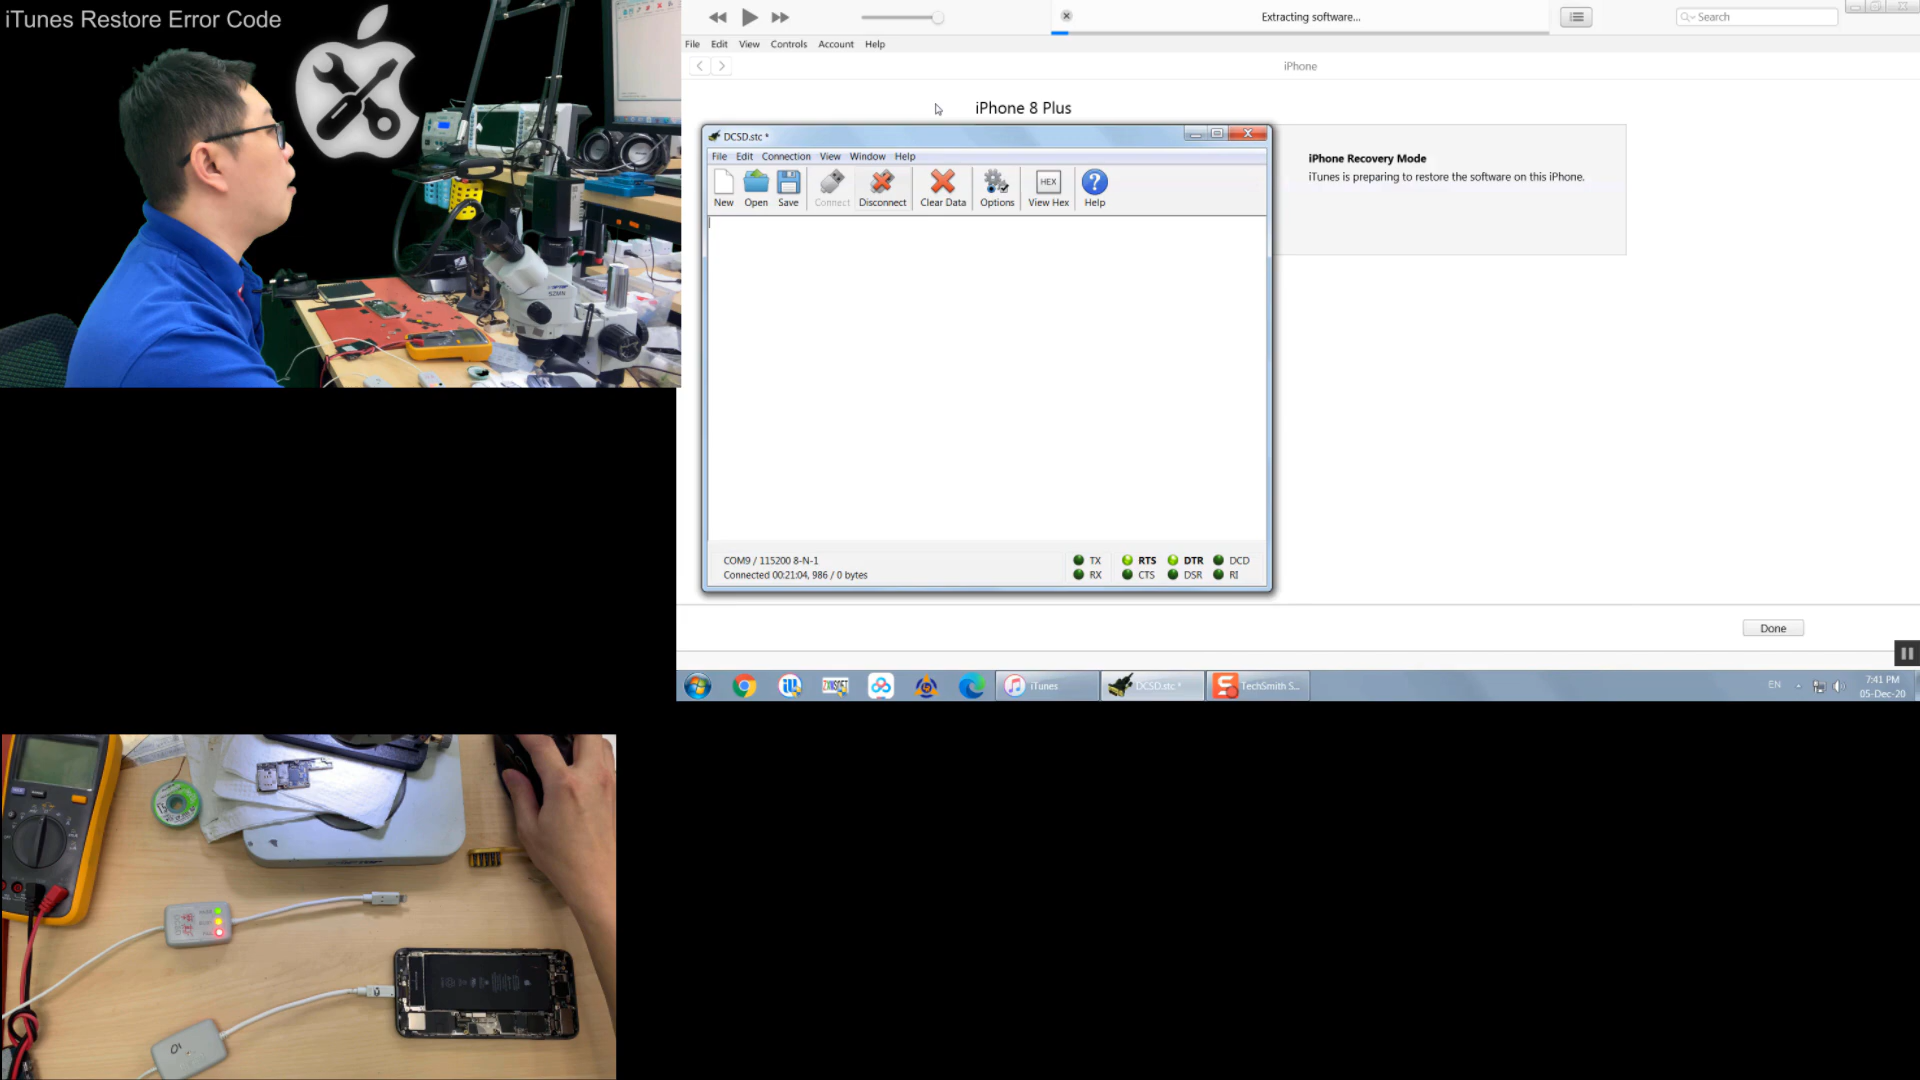 iTunes Restore Error Code
Extracting software...
Search
File Edit View Controls Account Help
iPhone
iPhone 8 Plus
iPhone Recovery Mode
iTunes is preparing to restore the software on this iPhone.
DCSD.stc *
File Edit Connection View Window Help
HEX
New Open Save Connect Disconnect Clear Data Options View Hex Help
COM9 / 115200 8-N-1
Connected 00:21:04, 986 / 0 bytes
TX RTS DTR DCD
RX CTS DSR RI
Done
iTunes
DCSD.stc *
TechSmith S...
EN
7:41 PM
05-Dec-20
DCSD
01